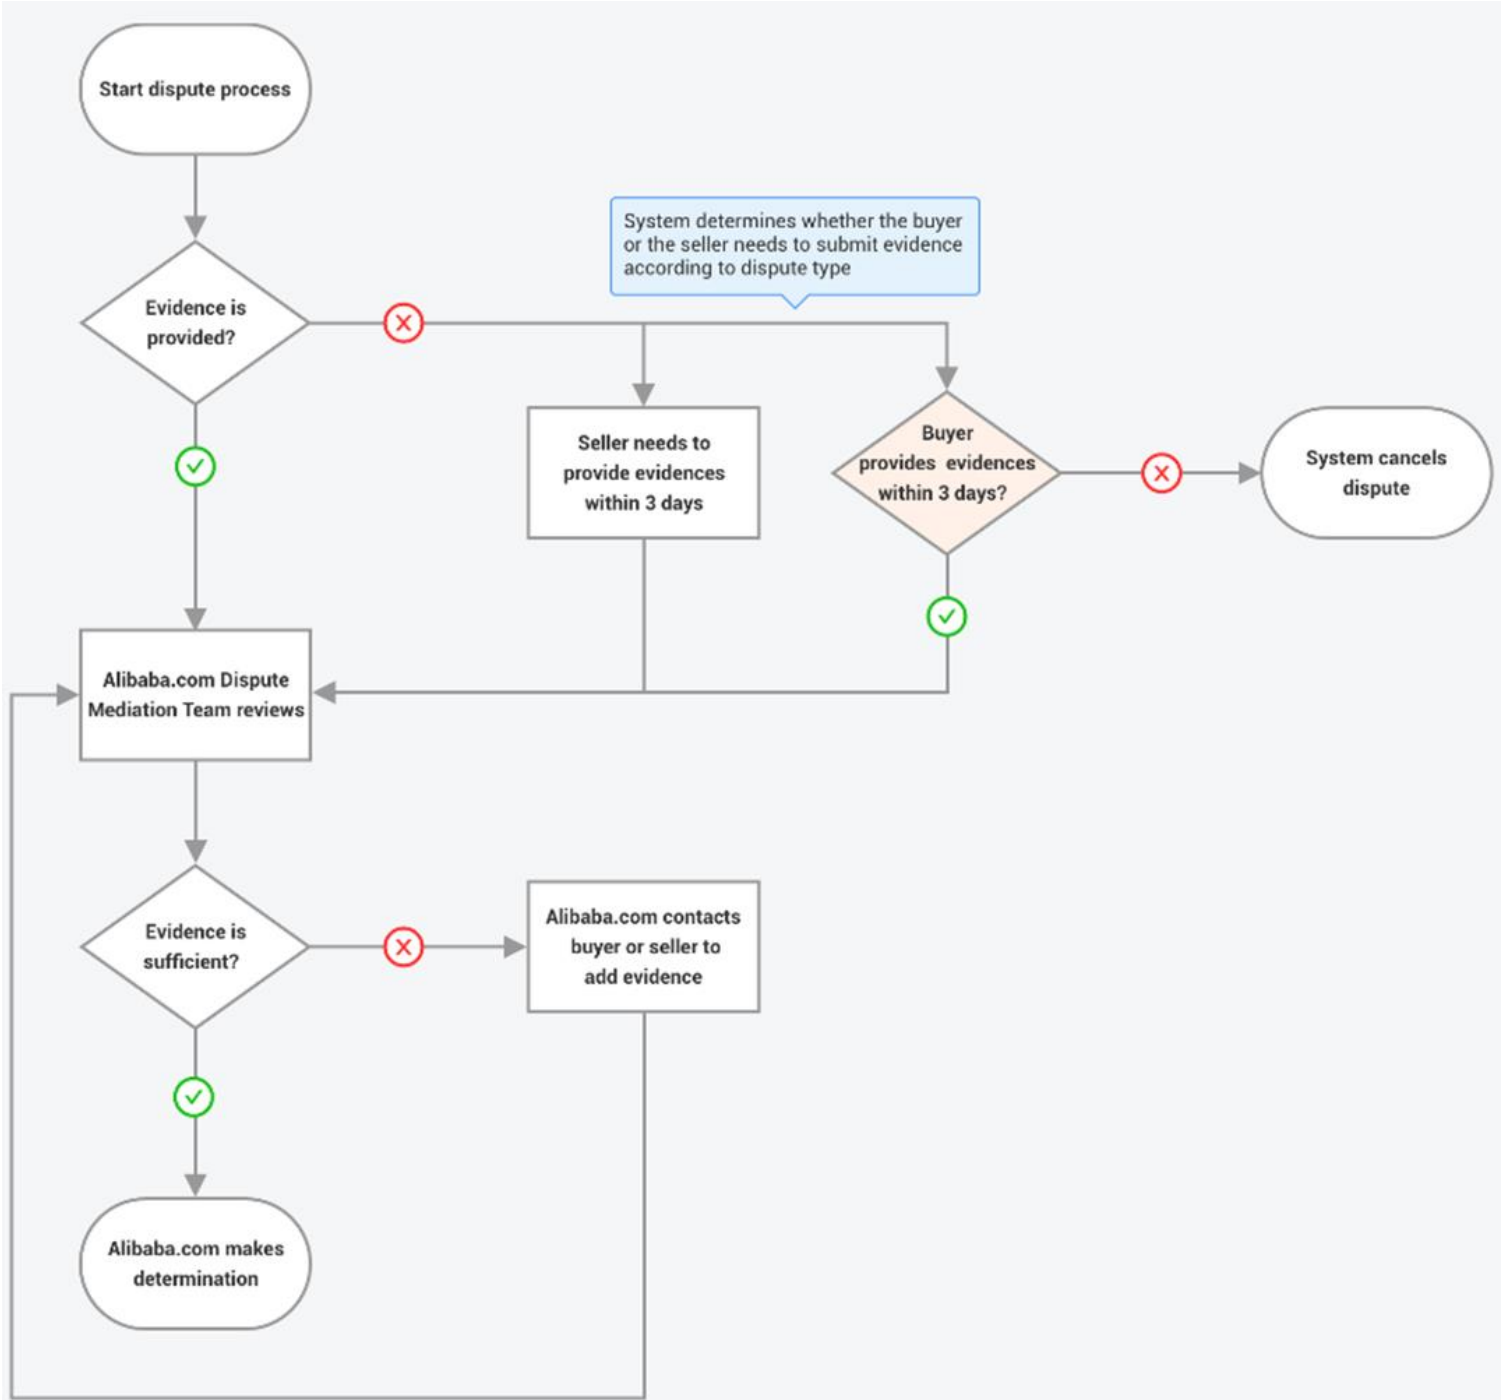 Start dispute process
System determines whether the buyer
or the seller needs to submit evidence
according to dispute type
Evidence is
provided?
Seller needs to
provide evidences
within 3 days
Buyer
provides evidences
within 3 days?
System cancels
dispute
Alibaba.com Dispute
Mediation Team reviews
Evidence is
sufficient?
Alibaba.com contacts
buyer or seller to
add evidence
Alibaba.com makes
determination